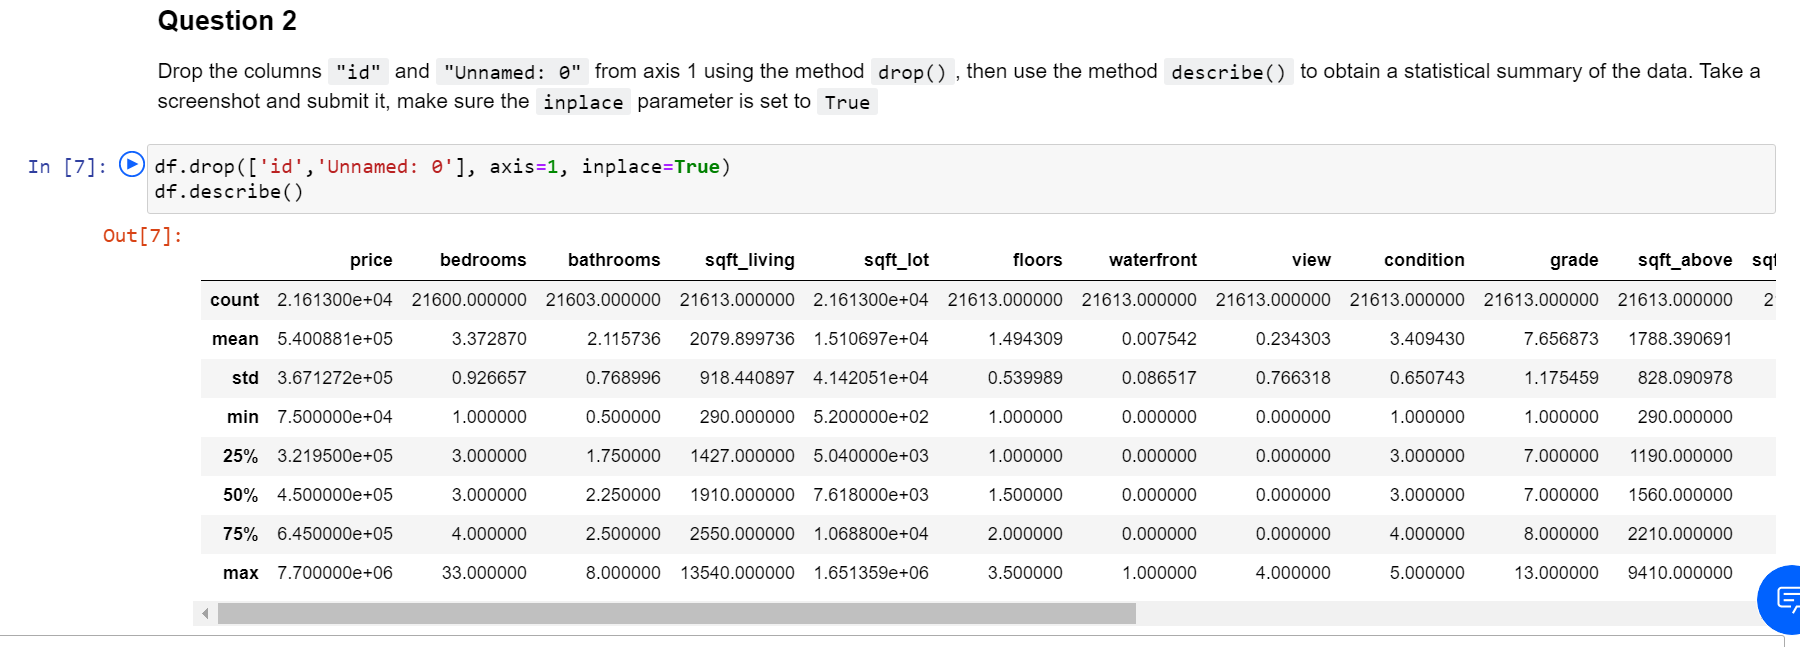 Question 2
Drop the columns "id" and "Unnamed: 0" from axis 1 using the method drop() , then use the method describe() to obtain a statistical summary of the data. Take a
screenshot and submit it, make sure the inplace parameter is set to True
In [7]: df.drop(['id','Unnamed: 0'], axis=1, inplace=True)
df.describe()
Out[7]:
price bedrooms bathrooms sqft_living sqft_lot floors waterfront view condition grade sqft_above sqf
count 2.161300e+04 21600.000000 21603.000000 21613.000000 2.161300e+04 21613.000000 21613.000000 21613.000000 21613.000000 21613.000000 21613.000000 2
mean 5.400881e+05 3.372870 2.115736 2079.899736 1.510697e+04 1.494309 0.007542 0.234303 3.409430 7.656873 1788.390691
std 3.671272e+05 0.926657 0.768996 918.440897 4.142051e+04 0.539989 0.086517 0.766318 0.650743 1.175459 828.090978
min 7.500000e+04 1.000000 0.500000 290.000000 5.200000e+02 1.000000 0.000000 0.000000 1.000000 1.000000 290.000000
25% 3.219500e+05 3.000000 1.750000 1427.000000 5.040000e+03 1.000000 0.000000 0.000000 3.000000 7.000000 1190.000000
50% 4.500000e+05 3.000000 2.250000 1910.000000 7.618000e+03 1.500000 0.000000 0.000000 3.000000 7.000000 1560.000000
75% 6.450000e+05 4.000000 2.500000 2550.000000 1.068800e+04 2.000000 0.000000 0.000000 4.000000 8.000000 2210.000000
max 7.700000e+06 33.000000 8.000000 13540.000000 1.651359e+06 3.500000 1.000000 4.000000 5.000000 13.000000 9410.000000